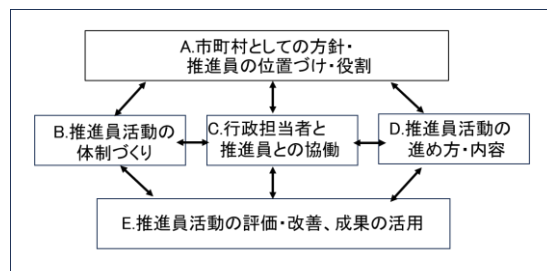 A.市町村としての方針・
推進員の位置づけ・役割
B.推進員活動の
体制づくり
C.行政担当者と
推進員との協働
D.推進員活動の
進め方・内容
E.推進員活動の評価・改善、成果の活用